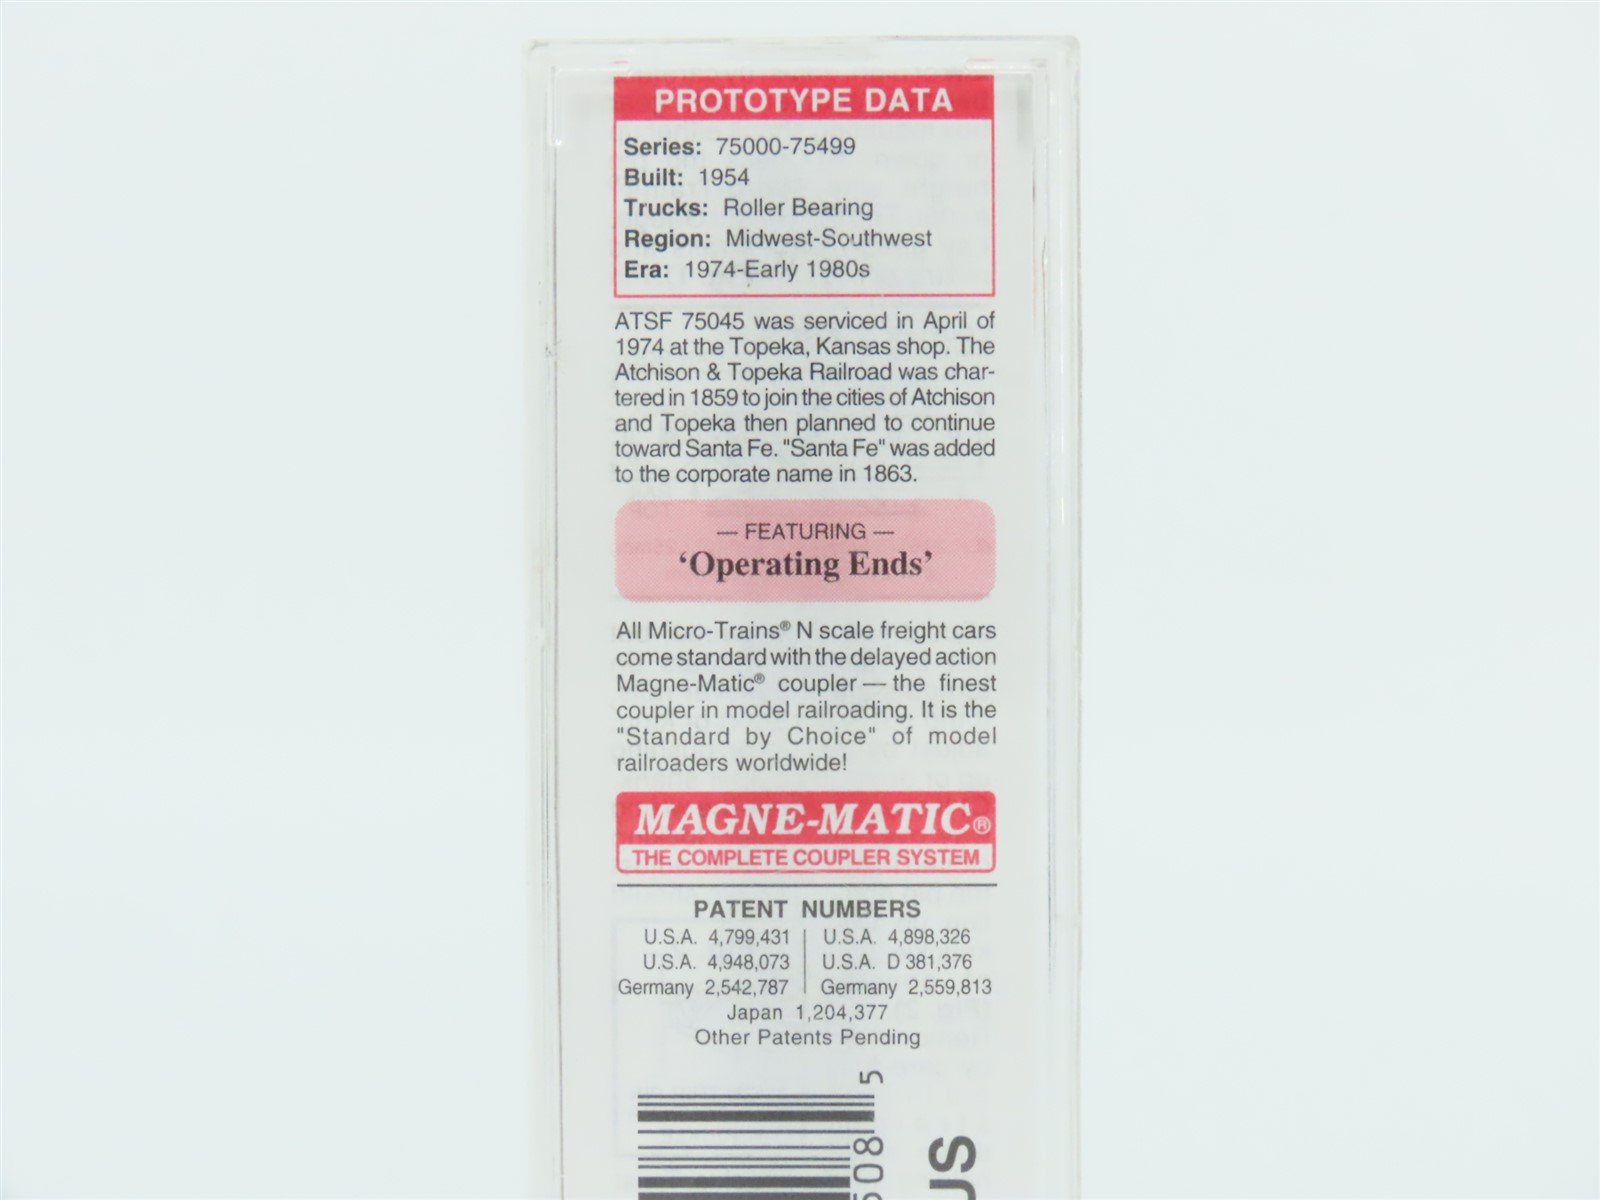 PROTOTYPE DATA
Series: 75000-75499
Built: 1954
Trucks: Roller Bearing
Region: Midwest-Southwest
Era: 1974-Early 1980s
ATSF 75045 was serviced in April of
1974 at the Topeka, Kansas shop. The
Atchison & Topeka Railroad was char-
tered in 1859 to join the cities of Atchison
and Topeka then planned to continue
toward Santa Fe. "Santa Fe" was added
to the corporate name in 1863.
— FEATURING —
‘Operating Ends’
All Micro-Trains® N scale freight cars
come standard with the delayed action
Magne-Matic® coupler — the finest
coupler in model railroading. It is the
"Standard by Choice" of model
railroaders worldwide!
MAGNE-MATIC®
THE COMPLETE COUPLER SYSTEM
PATENT NUMBERS
U.S.A. 4,799,431 | U.S.A. 4,898,326
U.S.A. 4,948,073 | U.S.A. D 381,376
Germany 2,542,787 | Germany 2,559,813
Japan 1,204,377
Other Patents Pending
5
508
US